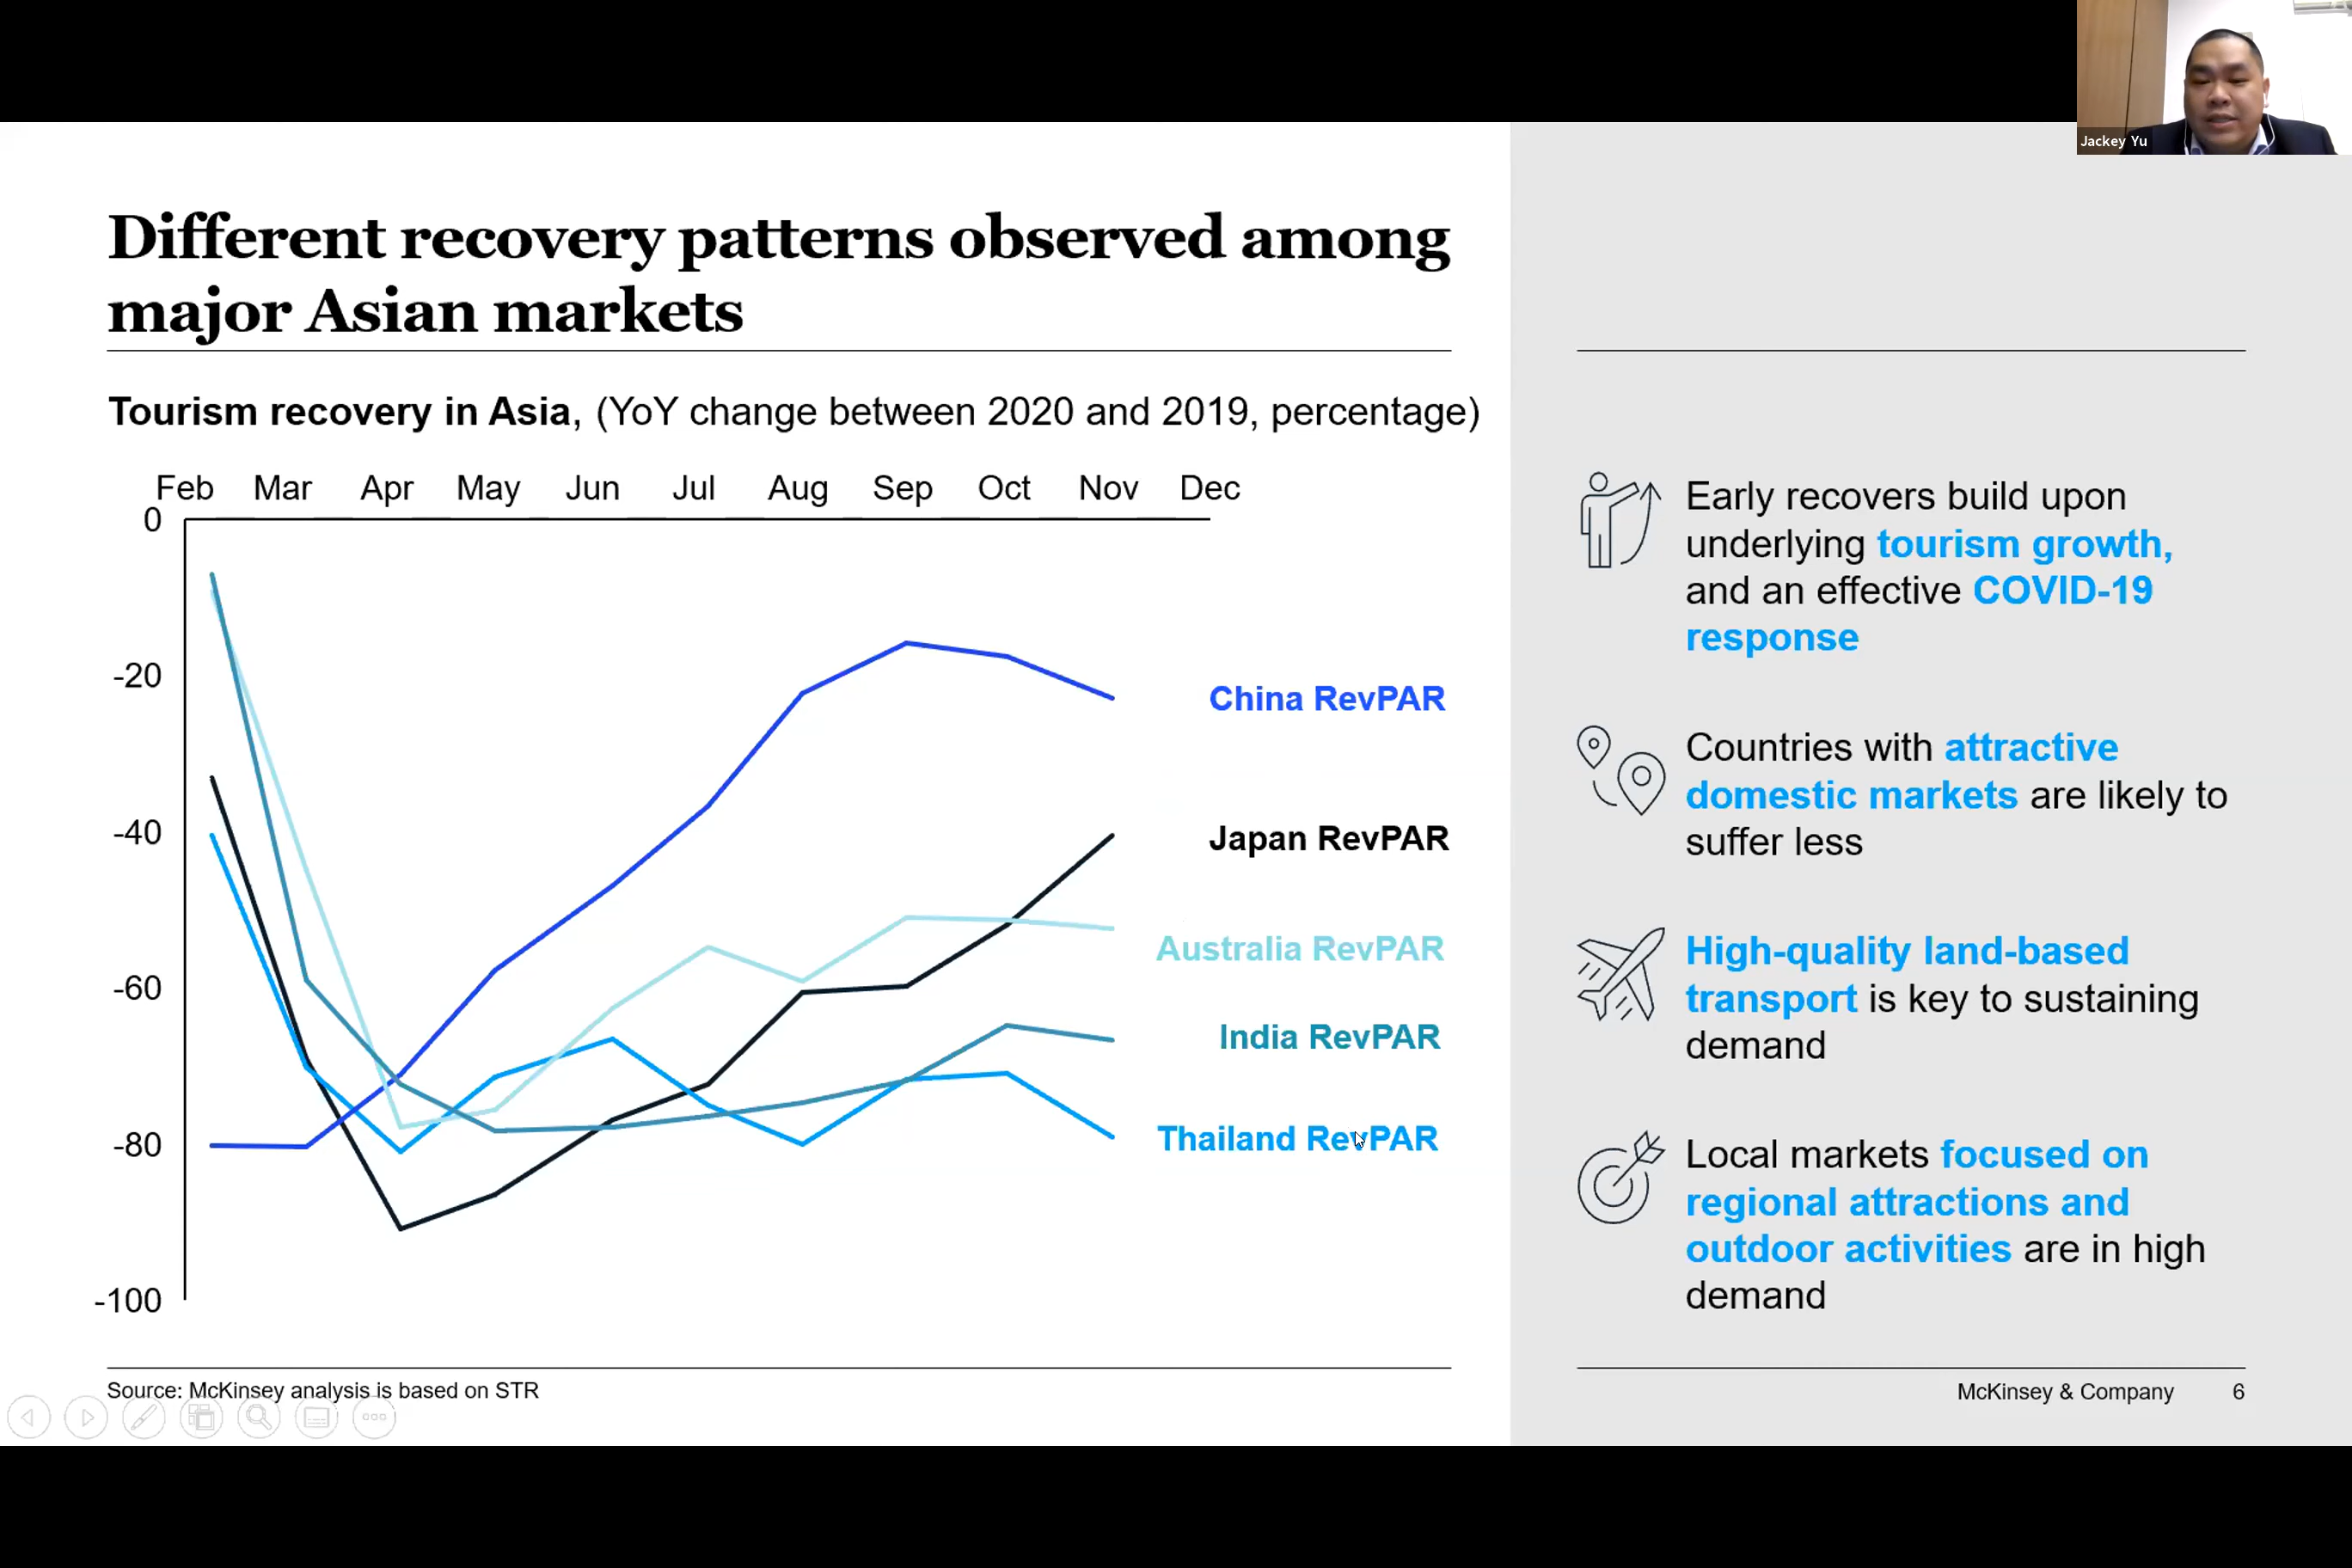 Jackey Yu
Different recovery patterns observed among
major Asian markets
Tourism recovery in Asia, (YoY change between 2020 and 2019, percentage)
Feb Mar Apr May Jun Jul Aug Sep Oct Nov Dec
0
-20
-40
-60
-80
-100
China RevPAR
Japan RevPAR
Australia RevPAR
India RevPAR
Thailand RevPAR
Early recovers build upon
underlying tourism growth,
and an effective COVID-19
response
Countries with attractive
domestic markets are likely to
suffer less
High-quality land-based
transport is key to sustaining
demand
Local markets focused on
regional attractions and
outdoor activities are in high
demand
Source: McKinsey analysis is based on STR
McKinsey & Company 6